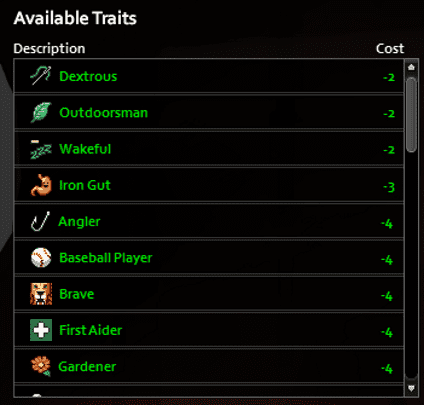 Available Traits
Description Cost
Dextrous -2
Outdoorsman -2
Wakeful -2
Iron Gut -3
Angler -4
Baseball Player -4
Brave -4
First Aider -4
Gardener -4